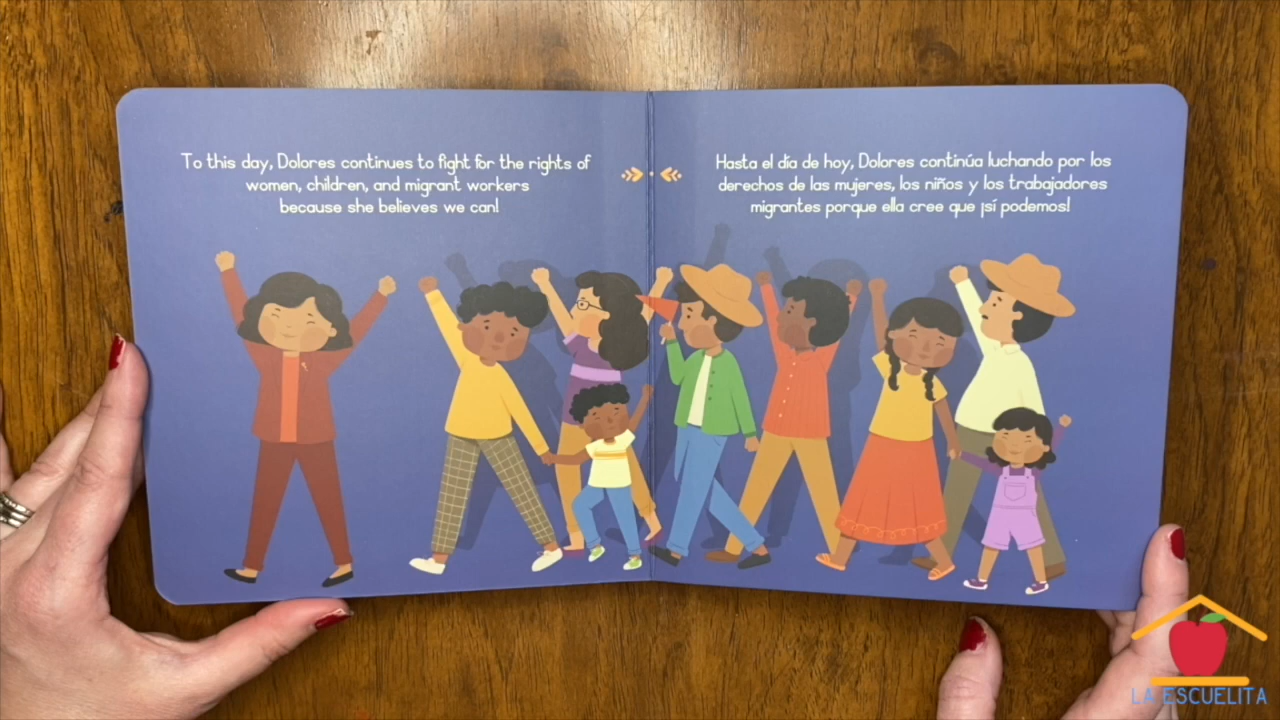 To this day, Dolores continues to fight for the rights of
women, children, and migrant workers
because she believes we can!
Hasta el día de hoy, Dolores continúa luchando por los
derechos de las mujeres, los niños y los trabajadores
migrantes porque ella cree que ¡sí podemos!
LA ESCUELITA